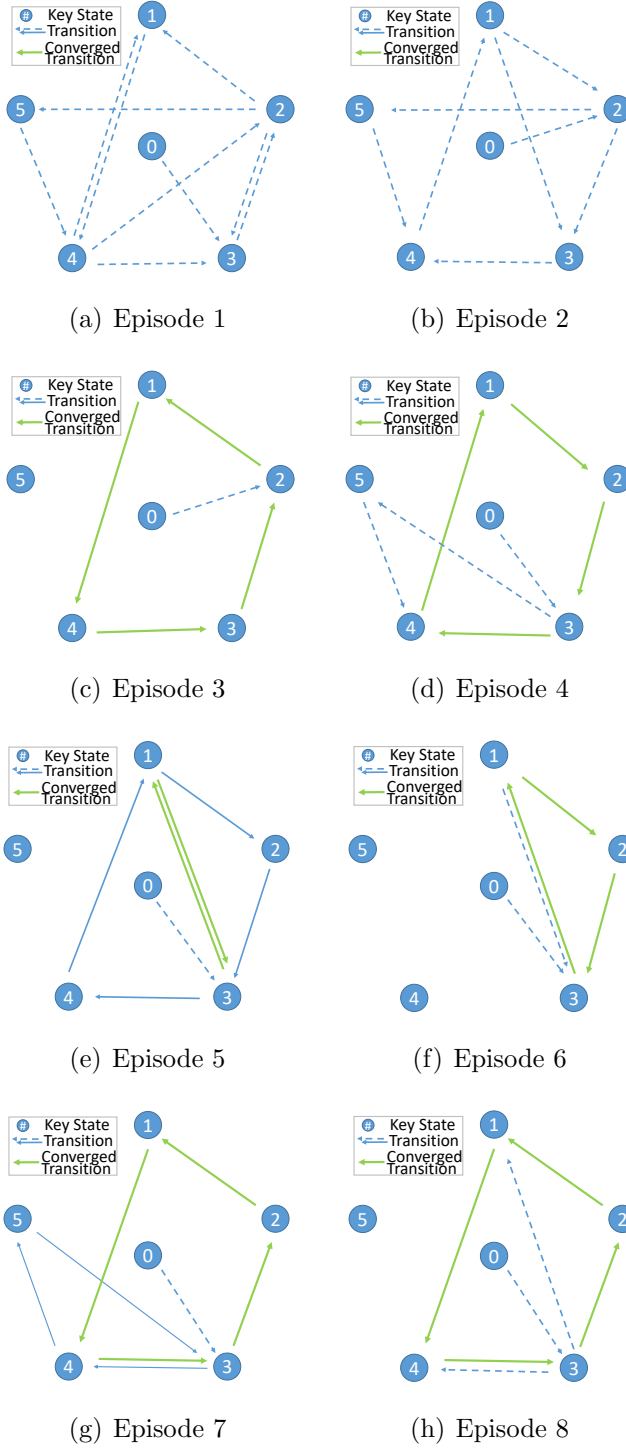 # Key State 1
Transition
Converged
Transition
5 2
0
4 3
(a) Episode 1
# Key State 1
Transition
Converged
Transition
5 2
0
4 3
(b) Episode 2
# Key State 1
Transition
Converged
Transition
5 2
0
4 3
(c) Episode 3
# Key State 1
Transition
Converged
Transition
5 2
0
4 3
(d) Episode 4
# Key State 1
Transition
Converged
Transition
5 2
0
4 3
(e) Episode 5
# Key State 1
Transition
Converged
Transition
5 2
0
4 3
(f) Episode 6
# Key State 1
Transition
Converged
Transition
5 2
0
4 3
(g) Episode 7
# Key State 1
Transition
Converged
Transition
5 2
0
4 3
(h) Episode 8